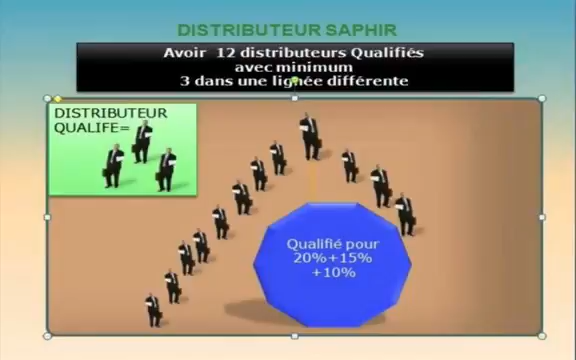 DISTRIBUTEUR SAPHIR
Avoir 12 distributeurs Qualifiés
avec minimum
3 dans une lignée différente
DISTRIBUTEUR
QUALIFE=
Qualifié pour
20%+15%
+10%